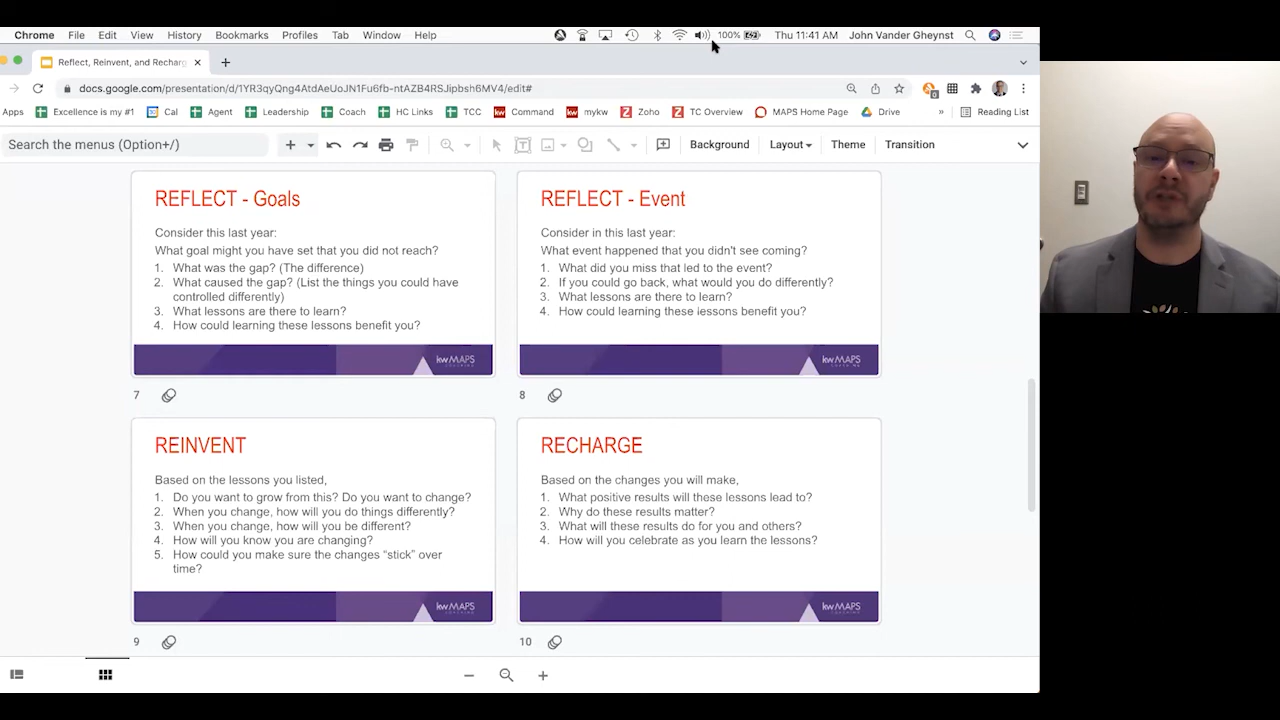 Chrome File Edit View History Bookmarks Profiles Tab Window Help 100% Thu 11:41 AM John Vander Gheynst
Reflect, Reinvent, and Recharg
docs.google.com/presentation/d/1YR3qyQng4AtdAeUoJN1Fu6fb-ntAZB4RSJipbsh6MV4/edit#
Apps Excellence is my #1 Cal Agent Leadership Coach HC Links TCC kw Command kw mykw Z Zoho Z TC Overview MAPS Home Page Drive » Reading List
Search the menus (Option+/) Background Layout Theme Transition
REFLECT - Goals
Consider this last year:
What goal might you have set that you did not reach?
1. What was the gap? (The difference)
2. What caused the gap? (List the things you could have
controlled differently)
3. What lessons are there to learn?
4. How could learning these lessons benefit you?
kw MAPS
7
REFLECT - Event
Consider in this last year:
What event happened that you didn't see coming?
1. What did you miss that led to the event?
2. If you could go back, what would you do differently?
3. What lessons are there to learn?
4. How could learning these lessons benefit you?
kw MAPS
8
REINVENT
Based on the lessons you listed,
1. Do you want to grow from this? Do you want to change?
2. When you change, how will you do things differently?
3. When you change, how will you be different?
4. How will you know you are changing?
5. How could you make sure the changes “stick” over
time?
kw MAPS
9
RECHARGE
Based on the changes you will make,
1. What positive results will these lessons lead to?
2. Why do these results matter?
3. What will these results do for you and others?
4. How will you celebrate as you learn the lessons?
kw MAPS
10